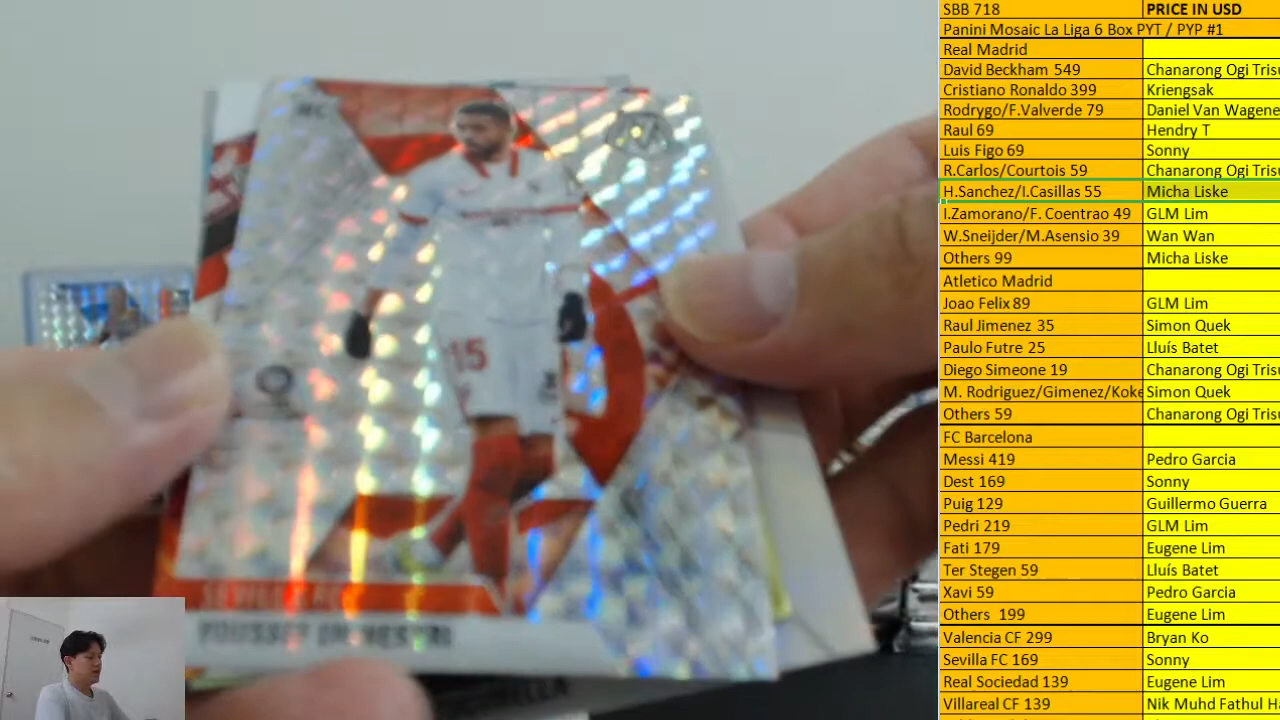 SBB 718 PRICE IN USD
Panini Mosaic La Liga 6 Box PYT / PYP #1
Real Madrid
David Beckham 549 Chanarong Ogi Trisu
Cristiano Ronaldo 399 Kriengsak
Rodrygo/F.Valverde 79 Daniel Van Wagene
Raul 69 Hendry T
Luis Figo 69 Sonny
R.Carlos/Courtois 59 Chanarong Ogi Trisu
H.Sanchez/I.Casillas 55 Micha Liske
I.Zamorano/F. Coentrao 49 GLM Lim
W.Sneijder/M.Asensio 39 Wan Wan
Others 99 Micha Liske
Atletico Madrid
Joao Felix 89 GLM Lim
Raul Jimenez 35 Simon Quek
Paulo Futre 25 Lluís Batet
Diego Simeone 19 Chanarong Ogi Trisu
M. Rodriguez/Gimenez/Koke Simon Quek
Others 59 Chanarong Ogi Trisu
FC Barcelona
Messi 419 Pedro Garcia
Dest 169 Sonny
Puig 129 Guillermo Guerra
Pedri 219 GLM Lim
Fati 179 Eugene Lim
Ter Stegen 59 Lluís Batet
Xavi 59 Pedro Garcia
Others 199 Eugene Lim
Valencia CF 299 Bryan Ko
Sevilla FC 169 Sonny
Real Sociedad 139 Eugene Lim
Villareal CF 139 Nik Muhd Fathul Ha
15